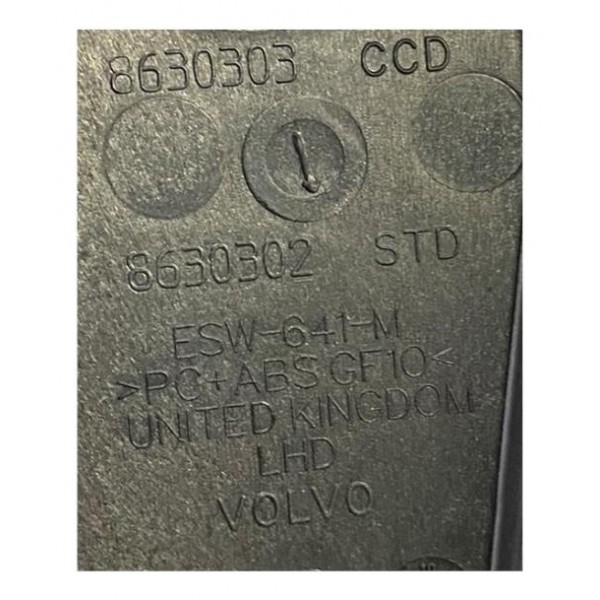 8630303 CCD
8630302 STD
ESW-641-M
>PC+ABS GF10<
UNITED KINGDOM
LHD
VOLVO